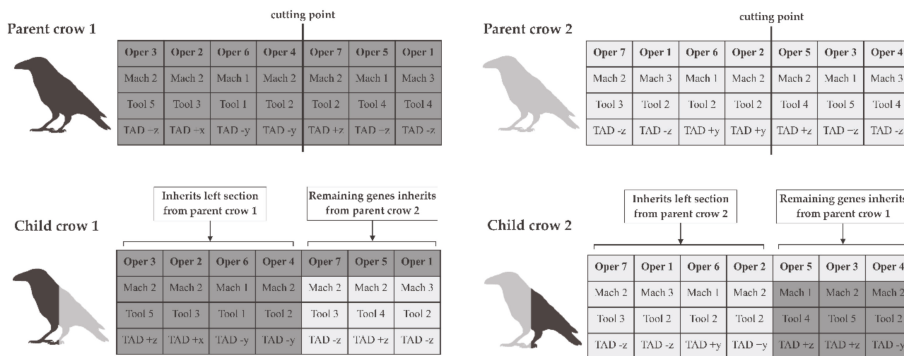 cutting point
Parent crow 1
Oper 3 Oper 2 Oper 6 Oper 4 Oper 7 Oper 5 Oper 1
Mach 2 Mach 2 Mach 1 Mach 2 Mach 2 Mach 1 Mach 3
Tool 5 Tool 3 Tool 1 Tool 2 Tool 2 Tool 4 Tool 4
TAD +x TAD -y TAD -y TAD +z TAD -z
cutting point
Parent crow 2
Oper 7 Oper 1 Oper 6 Oper 2 Oper 5 Oper 3 Oper 4
Mach 2 Mach 3 Mach 1 Mach 2 Mach 2 Mach 1 Mach 3
Tool 3 Tool 2 Tool 2 Tool 2 Tool 4 Tool 5 Tool 4
TAD -z TAD -z TAD +y TAD +y TAD +z TAD -z
Inherits left section
from parent crow 1
Remaining genes inherits
from parent crow 2
Child crow 1
Oper 3 Oper 2 Oper 6 Oper 4 Oper 7 Oper 5 Oper 1
Mach 2 Mach 2 Mach 1 Mach 2 Mach 2 Mach 2 Mach 3
Tool 5 Tool 3 Tool 1 Tool 2 Tool 3 Tool 4 Tool 2
TAD +z TAD +x TAD -y TAD -y TAD -z TAD +z TAD -z
Inherits left section
from parent crow 2
Remaining genes inherits
from parent crow 1
Child crow 2
Oper 7 Oper 1 Oper 6 Oper 2 Oper 5 Oper 3 Oper 4
Mach 2 Mach 3 Mach 1 Mach 2 Mach 1 Mach 2 Mach 2
Tool 3 Tool 2 Tool 2 Tool 2 Tool 4 Tool 5 Tool 2
TAD -z TAD -z TAD +y TAD +y TAD +z TAD +z TAD -y